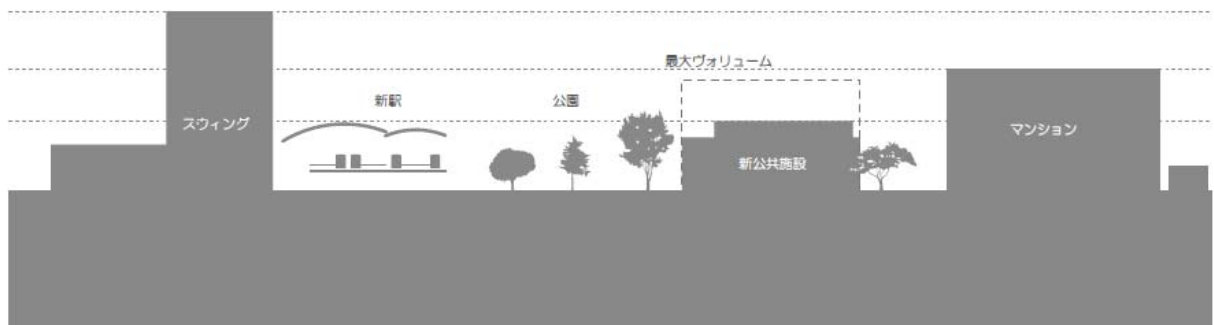 最大ヴォリューム
新駅
公園
スウィング
マンション
新公共施設